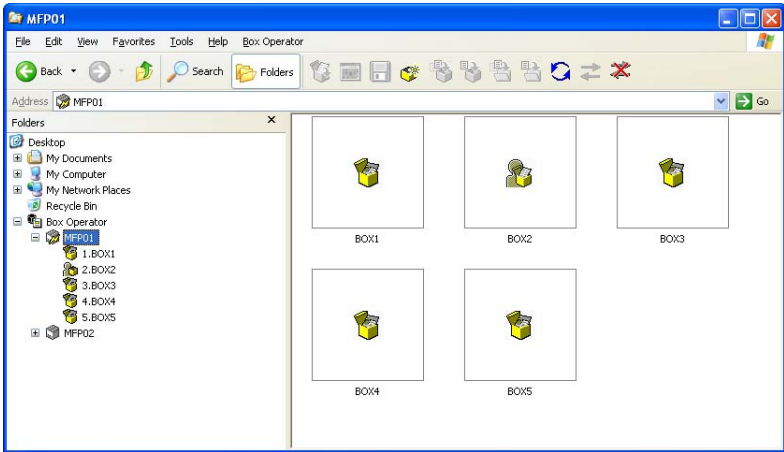 MFP01
File Edit View Favorites Tools Help Box Operator
Back Search Folders
Address MFP01 Go
Folders
Desktop
My Documents
My Computer
My Network Places
Recycle Bin
Box Operator
MFP01
1.BOX1
2.BOX2
3.BOX3
4.BOX4
5.BOX5
MFP02
BOX1 BOX2 BOX3
BOX4 BOX5